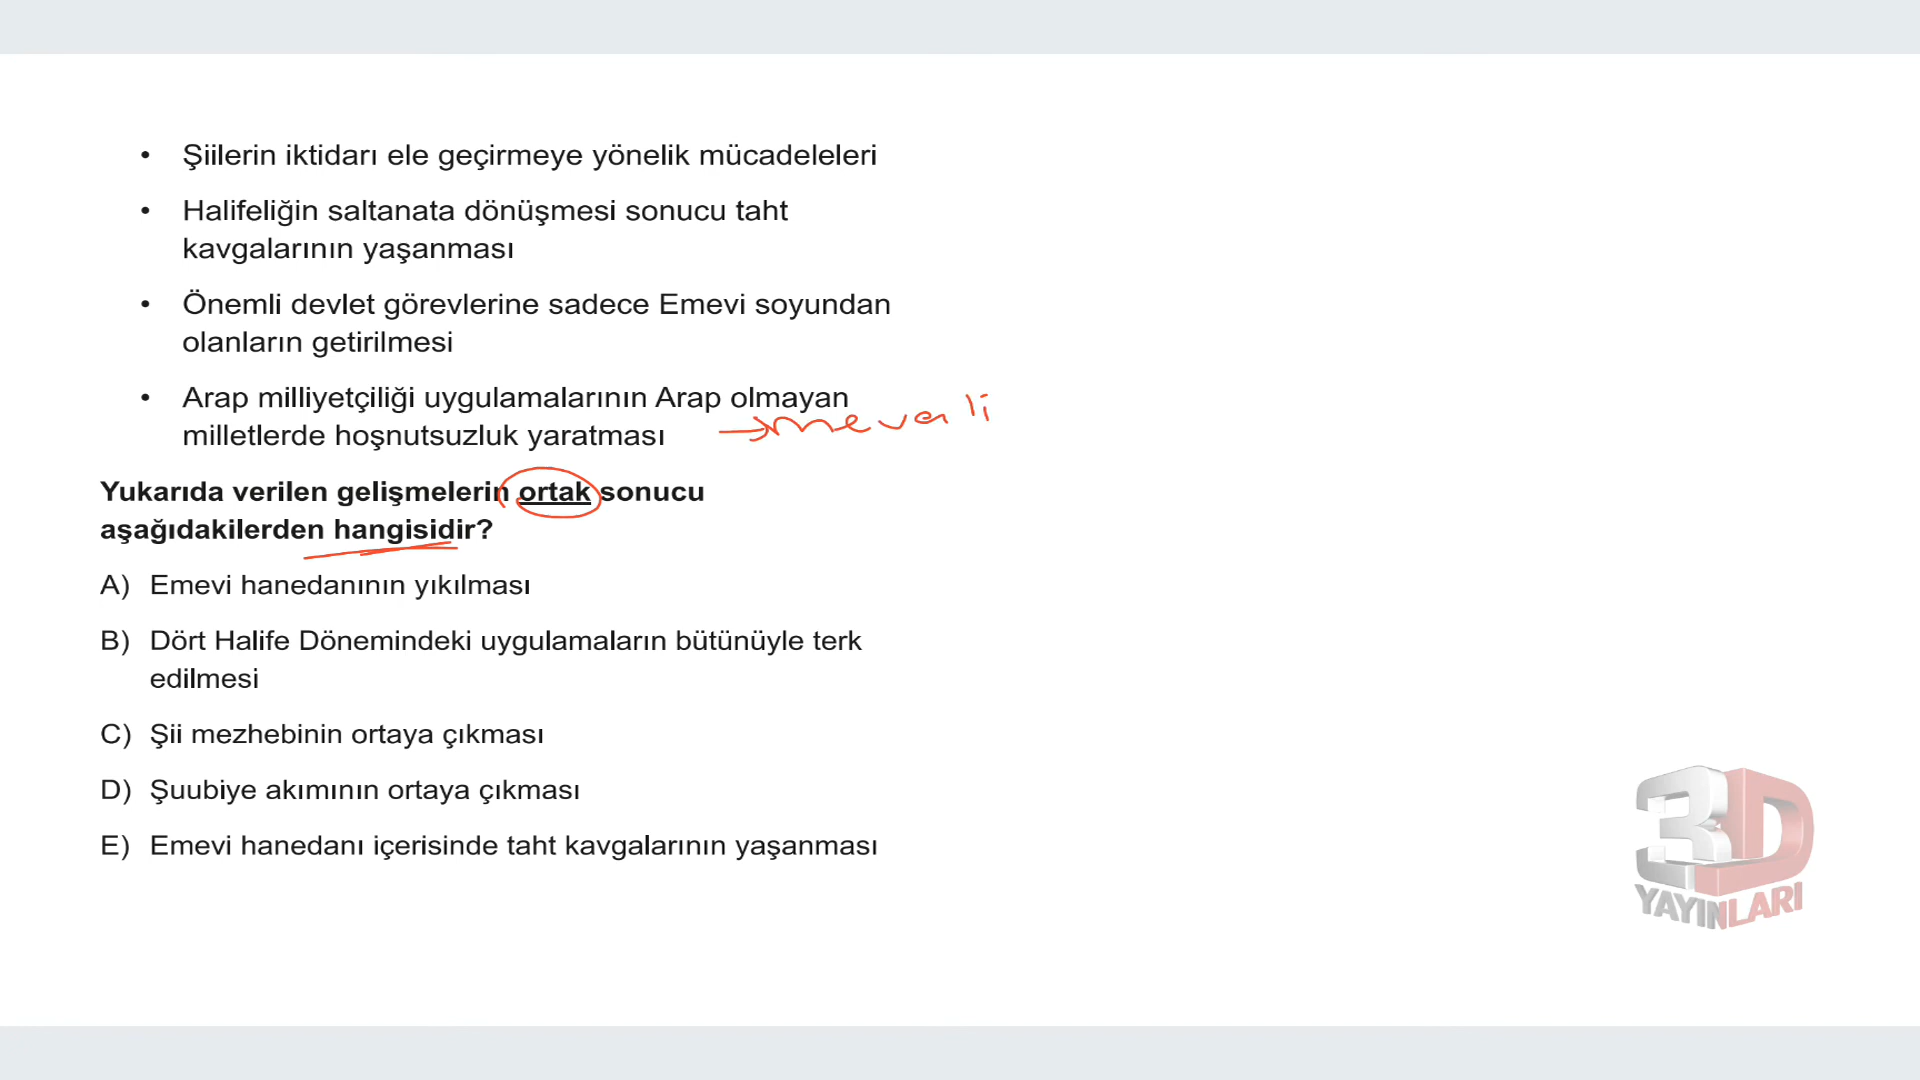 • Şiilerin iktidarı ele geçirmeye yönelik mücadeleleri
• Halifeliğin saltanata dönüşmesi sonucu taht
kavgalarının yaşanması
• Önemli devlet görevlerine sadece Emevi soyundan
olanların getirilmesi
• Arap milliyetçiliği uygulamalarının Arap olmayan
milletlerde hoşnutsuzluk yaratması → mevali
Yukarıda verilen gelişmelerin ortak sonucu
aşağıdakilerden hangisidir?
A) Emevi hanedanının yıkılması
B) Dört Halife Dönemindeki uygulamaların bütünüyle terk
edilmesi
C) Şii mezhebinin ortaya çıkması
D) Şuubiye akımının ortaya çıkması
E) Emevi hanedanı içerisinde taht kavgalarının yaşanması
3D
YAYINLARI